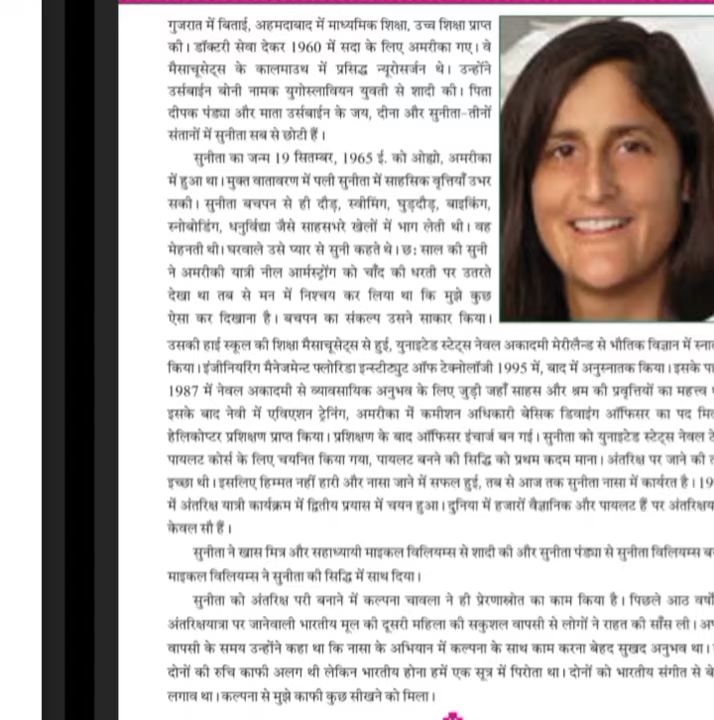 गुजरात में बिताई, अहमदाबाद में माध्यमिक शिक्षा, उच्च शिक्षा प्राप्त
की। डॉक्टरी सेवा देकर 1960 में सदा के लिए अमरीका गए। वे
मैसाचूसेट्स के कालमाउथ में प्रसिद्ध न्यूरोसर्जन थे। उन्होंने
उर्सबाईन बोनी नामक युगोस्लावियन युवती से शादी की। पिता
दीपक पंड्या और माता उर्सबाईन के जय, दीना और सुनीता-तीनों
संतानों में सुनीता सब से छोटी हैं।
सुनीता का जन्म 19 सितम्बर, 1965 ई. को ओह्यो, अमरीका
में हुआ था। मुक्त वातावरण में पली सुनीता में साहसिक वृत्तियाँ उभर
सकी। सुनीता बचपन से ही दौड़, स्वीमिंग, घुड़दौड़, बाइकिंग,
स्नोबोर्डिंग, धनुर्विद्या जैसे साहसभरे खेलों में भाग लेती थी। वह
मेहनती थी। घरवाले उसे प्यार से सुनी कहते थे। छ: साल की सुनी
ने अमरीकी यात्री नील आर्मस्ट्रोंग को चाँद की धरती पर उतरते
देखा था तब से मन में निश्चय कर लिया था कि मुझे कुछ
ऐसा कर दिखाना है। बचपन का संकल्प उसने साकार किया।
उसकी हाई स्कूल की शिक्षा मैसाचूसेट्स से हुई, युनाइटेड स्टेट्स नेवल अकादमी मेरीलैन्ड से भौतिक विज्ञान में
किया। इंजीनियरिंग मैनेजमेन्ट फ्लोरिडा इन्स्टीट्युट ऑफ टेक्नोलॉजी 1995 में, बाद में अनुस्नातक किया। इसके
1987 में नेवल अकादमी से व्यावसायिक अनुभव के लिए जुड़ी जहाँ साहस और श्रम की प्रवृत्तियों का महत्त्व
इसके बाद नेवी में एविएशन ट्रेनिंग, अमरीका में कमीशन अधिकारी बेसिक डिवाइंग ऑफिसर का पद
हेलिकोप्टर प्रशिक्षण प्राप्त किया। प्रशिक्षण के बाद ऑफिसर इंचार्ज बन गई। सुनीता को युनाइटेड स्टेट्स नेवल
पायलट कोर्स के लिए चयनित किया गया, पायलट बनने की सिद्धि को प्रथम कदम माना। अंतरिक्ष पर जाने की
इच्छा थी। इसलिए हिम्मत नहीं हारी और नासा जाने में सफल हुई, तब से आज तक सुनीता नासा में कार्यरत है। 19
में अंतरिक्ष यात्री कार्यक्रम में द्वितीय प्रयास में चयन हुआ। दुनिया में हजारों वैज्ञानिक और पायलट हैं पर
केवल सौ हैं।
सुनीता ने खास मित्र और सहाध्यायी माइकल विलियम्स से शादी की और सुनीता पंड्या से सुनीता विलियम्स
माइकल विलियम्स ने सुनीता की सिद्धि में साथ दिया।
सुनीता को अंतरिक्ष परी बनाने में कल्पना चावला ने ही प्रेरणास्रोत का काम किया है। पिछले आठ वर्षों
अंतरिक्षयात्रा पर जानेवाली भारतीय मूल की दूसरी महिला की सकुशल वापसी से लोगों ने राहत की साँस ली।
वापसी के समय उन्होंने कहा था कि नासा के अभियान में कल्पना के साथ काम करना बेहद सुखद अनुभव था।
दोनों की रुचि काफी अलग थी लेकिन भारतीय होना हमें एक सूत्र में पिरोता था। दोनों को भारतीय संगीत से
लगाव था। कल्पना से मुझे काफी कुछ सीखने को मिला।